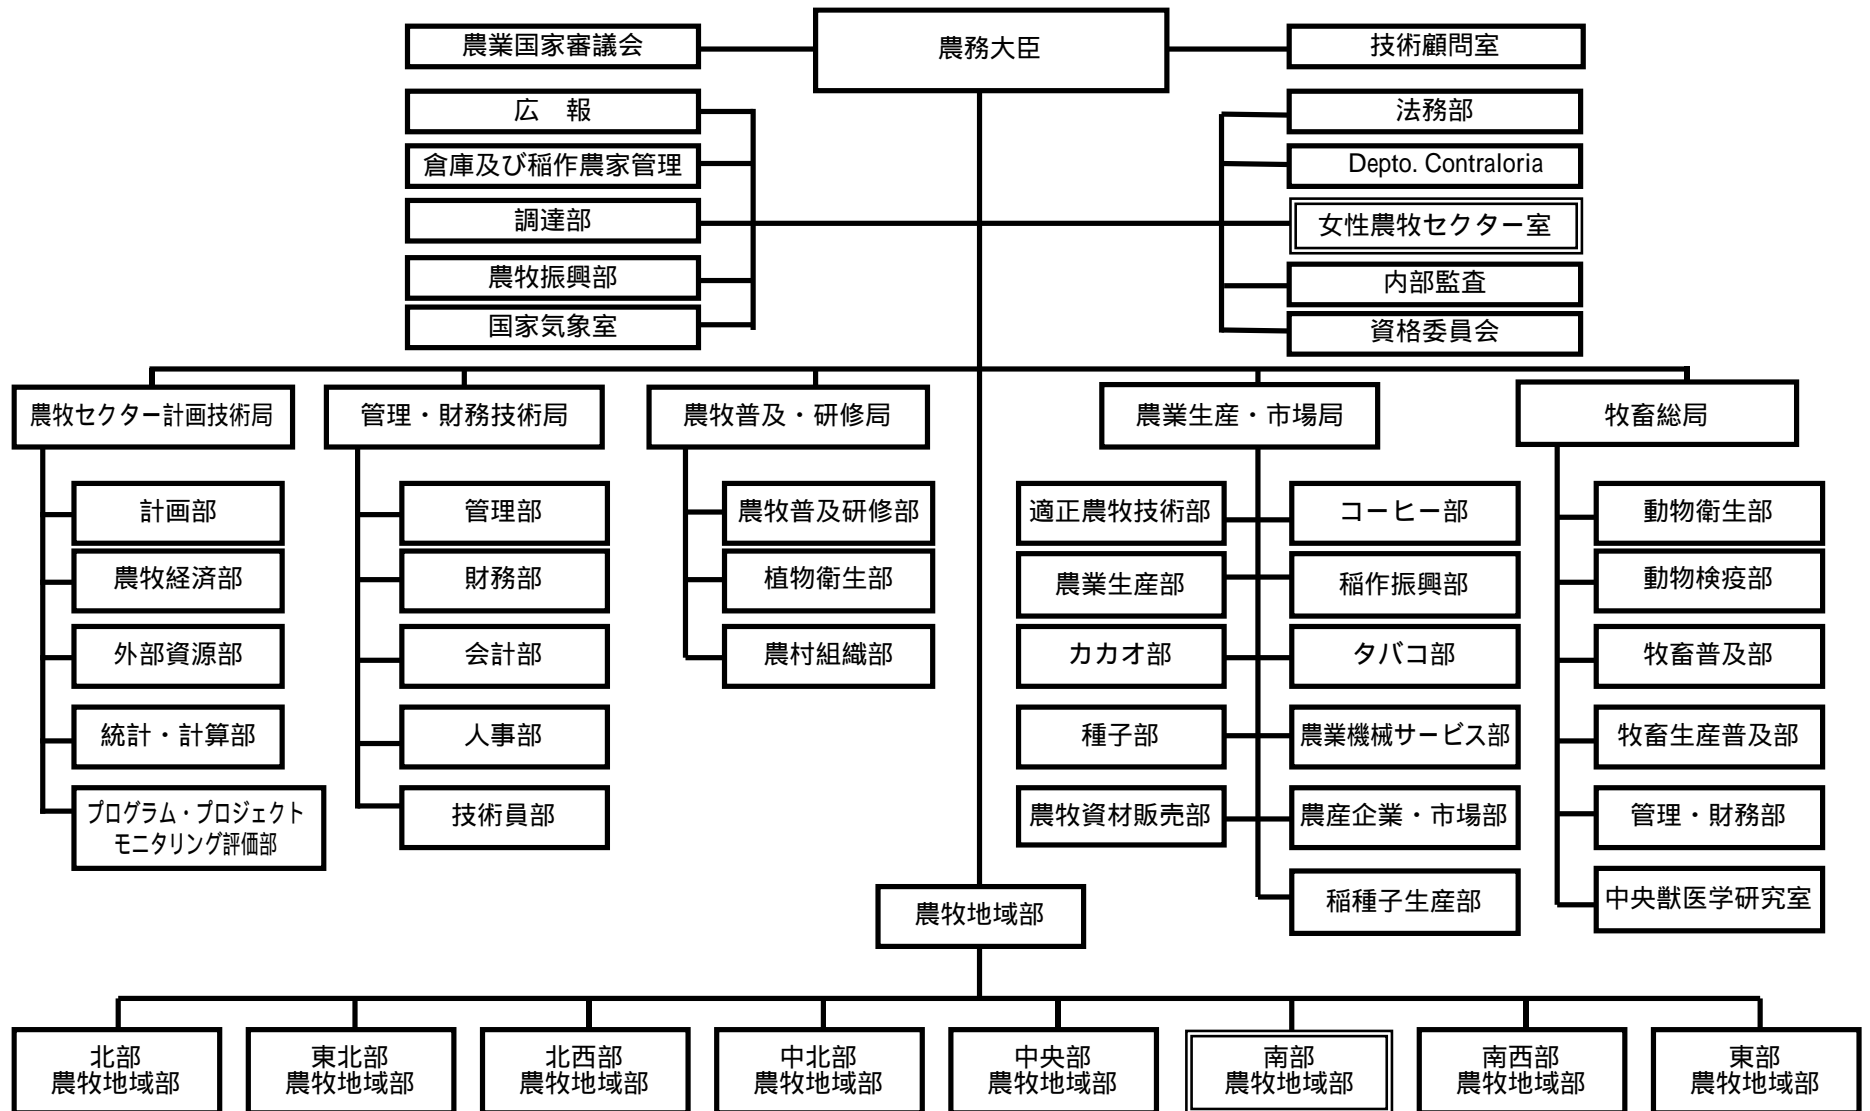 農業国家審議会
農務大臣
技術顧問室
広　報
倉庫及び稲作農家管理
調達部
農牧振興部
国家気象室
法務部
Depto. Contraloria
女性農牧セクター室
内部監査
資格委員会
農牧セクター計画技術局
計画部
農牧経済部
外部資源部
統計・計算部
プログラム・プロジェクト
モニタリング評価部
管理・財務技術局
管理部
財務部
会計部
人事部
技術員部
農牧普及・研修局
農牧普及研修部
植物衛生部
農村組織部
農業生産・市場局
適正農牧技術部
農業生産部
カカオ部
種子部
農牧資材販売部
コーヒー部
稲作振興部
タバコ部
農業機械サービス部
農産企業・市場部
稲種子生産部
牧畜総局
動物衛生部
動物検疫部
牧畜普及部
牧畜生産普及部
管理・財務部
中央獣医学研究室
農牧地域部
北部
農牧地域部
東北部
農牧地域部
北西部
農牧地域部
中北部
農牧地域部
中央部
農牧地域部
南部
農牧地域部
南西部
農牧地域部
東部
農牧地域部